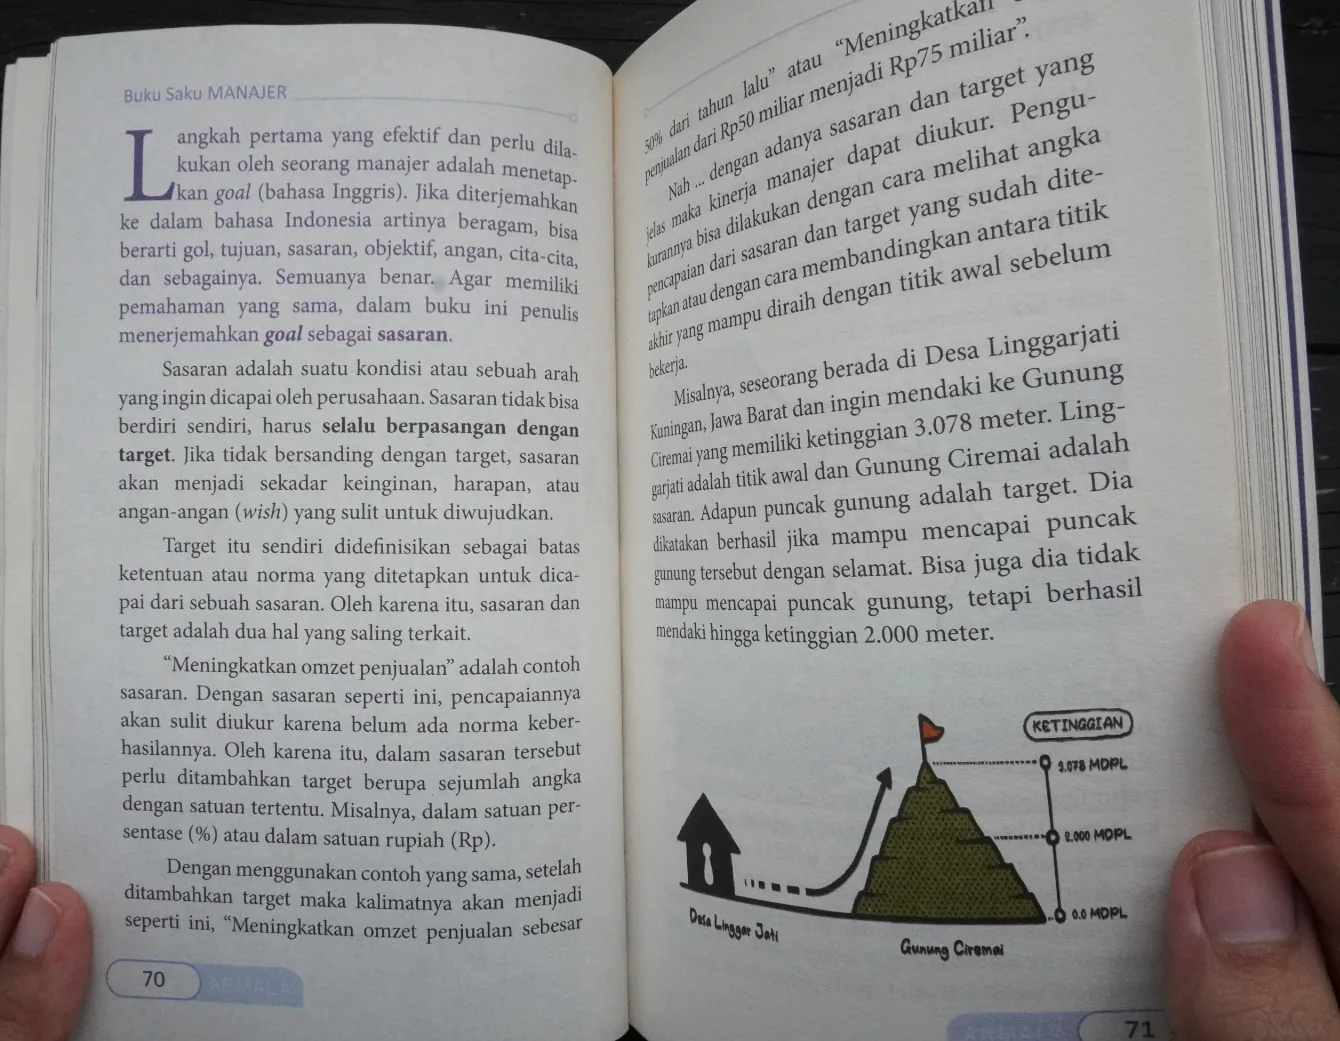 Buku Saku MANAJER
Langkah pertama yang efektif dan perlu dila-
kukan oleh seorang manajer adalah menetap-
kan goal (bahasa Inggris). Jika diterjemahkan
ke dalam bahasa Indonesia artinya beragam, bisa
berarti gol, tujuan, sasaran, objektif, angan, cita-cita,
dan sebagainya. Semuanya benar. Agar memiliki
pemahaman yang sama, dalam buku ini penulis
menerjemahkan goal sebagai sasaran.
Sasaran adalah suatu kondisi atau sebuah arah
yang ingin dicapai oleh perusahaan. Sasaran tidak bisa
berdiri sendiri, harus selalu berpasangan dengan
target. Jika tidak bersanding dengan target, sasaran
akan menjadi sekadar keinginan, harapan, atau
angan-angan (wish) yang sulit untuk diwujudkan.
Target itu sendiri didefinisikan sebagai batas
ketentuan atau norma yang ditetapkan untuk dica-
pai dari sebuah sasaran. Oleh karena itu, sasaran dan
target adalah dua hal yang saling terkait.
“Meningkatkan omzet penjualan” adalah contoh
sasaran. Dengan sasaran seperti ini, pencapaiannya
akan sulit diukur karena belum ada norma keber-
hasilannya. Oleh karena itu, dalam sasaran tersebut
perlu ditambahkan target berupa sejumlah angka
dengan satuan tertentu. Misalnya, dalam satuan per-
sentase (%) atau dalam satuan rupiah (Rp).
Dengan menggunakan contoh yang sama, setelah
ditambahkan target maka kalimatnya akan menjadi
seperti ini, “Meningkatkan omzet penjualan sebesar
70
50% dari tahun lalu” atau “Meningkatkan
penjualan dari Rp50 miliar menjadi Rp75 miliar”.
Nah ... dengan adanya sasaran dan target yang
jelas maka kinerja manajer dapat diukur. Pengu-
kurannya bisa dilakukan dengan cara melihat angka
pencapaian dari sasaran dan target yang sudah dite-
tapkan atau dengan cara membandingkan antara titik
akhir yang mampu diraih dengan titik awal sebelum
bekerja.
Misalnya, seseorang berada di Desa Linggarjati
Kuningan, Jawa Barat dan ingin mendaki ke Gunung
Ciremai yang memiliki ketinggian 3.078 meter. Ling-
garjati adalah titik awal dan Gunung Ciremai adalah
sasaran. Adapun puncak gunung adalah target. Dia
dikatakan berhasil jika mampu mencapai puncak
gunung tersebut dengan selamat. Bisa juga dia tidak
mampu mencapai puncak gunung, tetapi berhasil
mendaki hingga ketinggian 2.000 meter.
KETINGGIAN
3.078 MDPL
2.000 MDPL
0.0 MDPL
Desa Linggar Jati
Gunung Ciremai
71